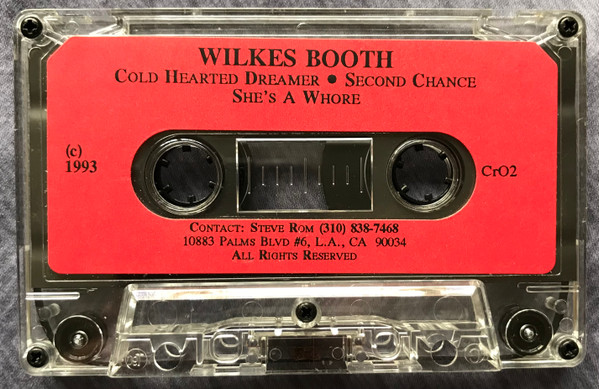 WILKES BOOTH
COLD HEARTED DREAMER • SECOND CHANCE
SHE'S A WHORE
(c)
1993
CrO2
CONTACT: STEVE ROM (310) 838-7468
10883 PALMS BLVD #6, L.A., CA 90034
ALL RIGHTS RESERVED